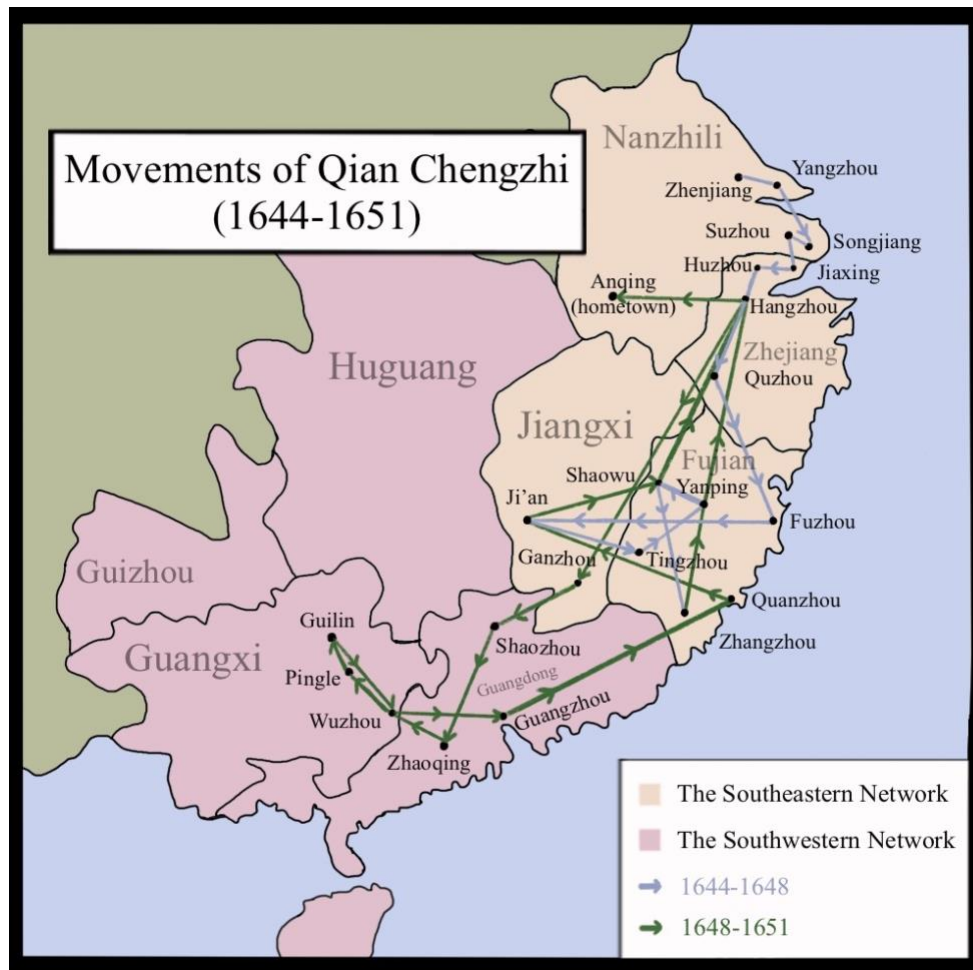 Movements of Qian Chengzhi
(1644-1651)
Nanzhili
Yangzhou
Zhenjiang
Suzhou
Songjiang
Huzhou
Jiaxing
Anqing
(hometown)
Hangzhou
Zhejiang
Quzhou
Huguang
Jiangxi
Fujian
Shaowu
Yanping
Ji’an
Fuzhou
Ganzhou
Tingzhou
Guizhou
Quanzhou
Guilin
Shaozhou
Zhangzhou
Guangxi
Pingle
Guangdong
Guangzhou
Wuzhou
Zhaoqing
The Southeastern Network
The Southwestern Network
1644-1648
1648-1651